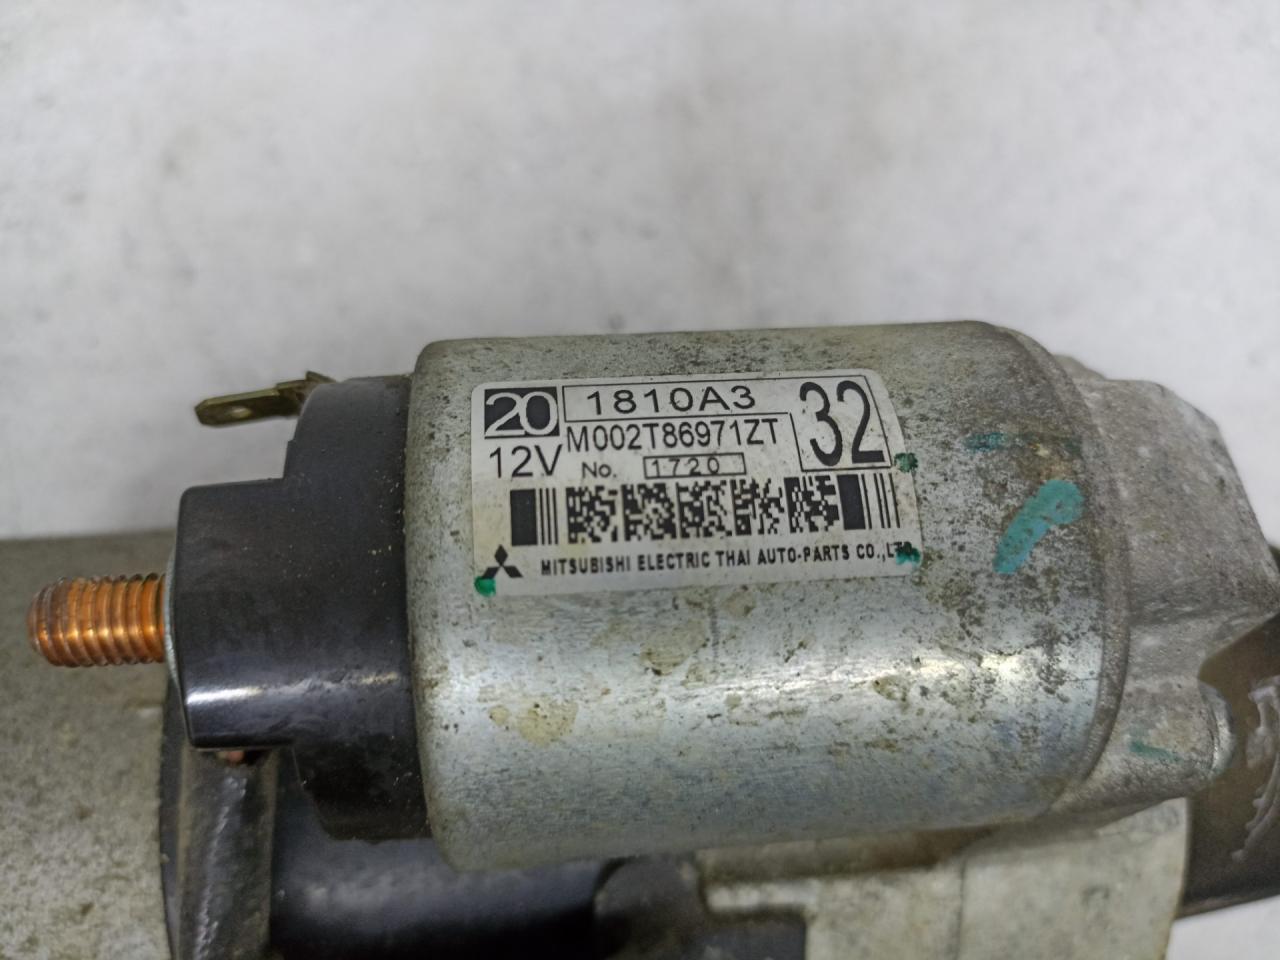 20 1810A3 32
12V M002T86971ZT
No. 1720
MITSUBISHI ELECTRIC THAI AUTO-PARTS CO.,LTD.